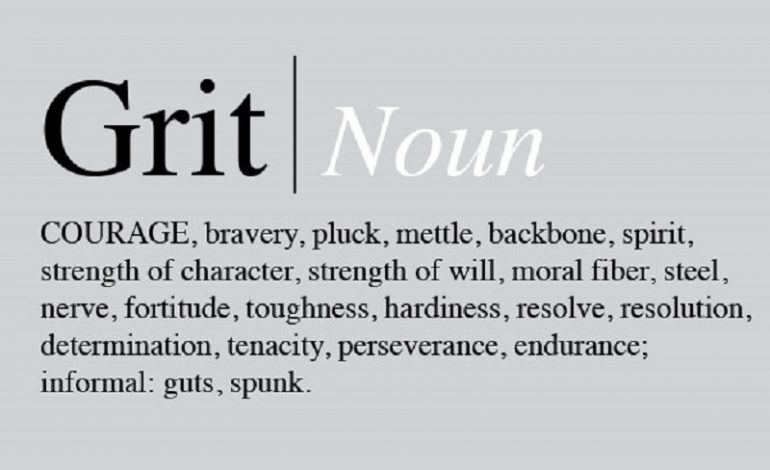 Grit | Noun
COURAGE, bravery, pluck, mettle, backbone, spirit,
strength of character, strength of will, moral fiber, steel,
nerve, fortitude, toughness, hardiness, resolve, resolution,
determination, tenacity, perseverance, endurance;
informal: guts, spunk.